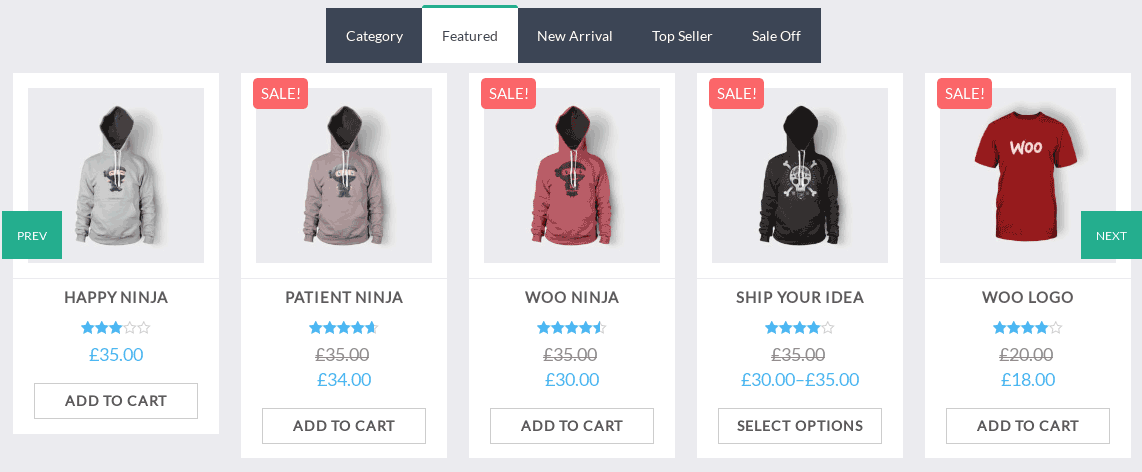 Category
Featured
New Arrival
Top Seller
Sale Off
PREV
HAPPY NINJA
£35.00
ADD TO CART
SALE!
PATIENT NINJA
£35.00
£34.00
ADD TO CART
SALE!
WOO NINJA
£35.00
£30.00
ADD TO CART
SALE!
SHIP YOUR IDEA
£35.00
£30.00–£35.00
SELECT OPTIONS
SALE!
WOO
NEXT
WOO LOGO
£20.00
£18.00
ADD TO CART